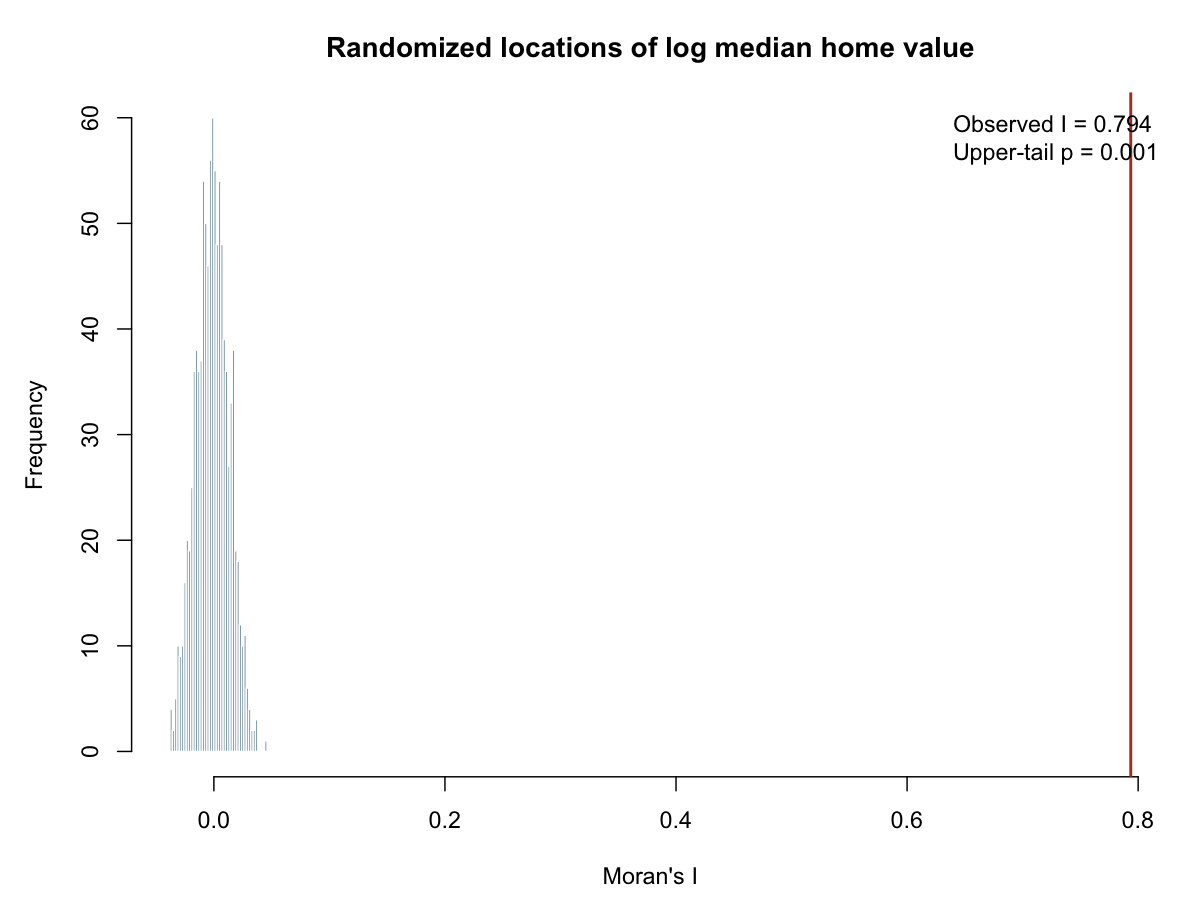 Randomized locations of log median home value
Observed I = 0.794
Upper-tail p = 0.001
60
50
40
30
20
10
0
Frequency
0.0 0.2 0.4 0.6 0.8
Moran's I